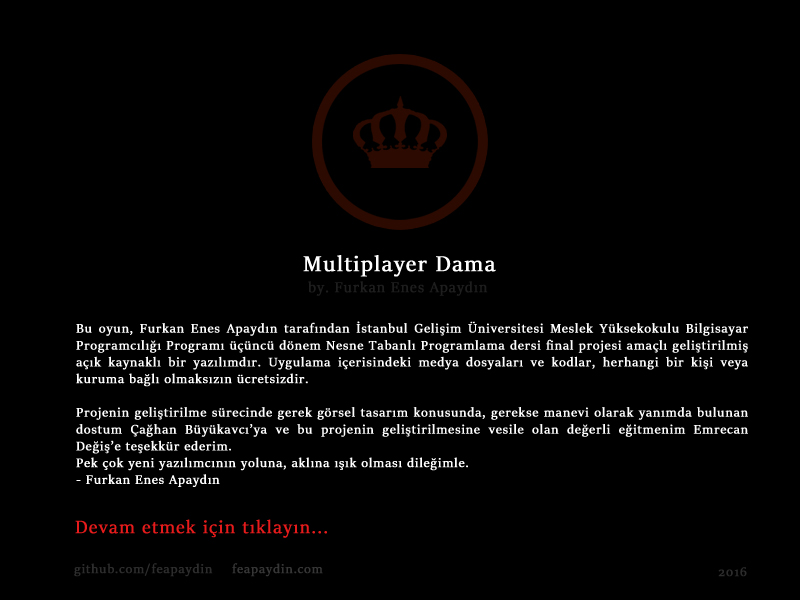 Multiplayer Dama
by. Furkan Enes Apaydın
Bu oyun, Furkan Enes Apaydın tarafından İstanbul Gelişim Üniversitesi Meslek Yüksekokulu Bilgisayar
Programcılığı Programı üçüncü dönem Nesne Tabanlı Programlama dersi final projesi amaçlı geliştirilmiş
açık kaynaklı bir yazılımdır. Uygulama içerisindeki medya dosyaları ve kodlar, herhangi bir kişi veya
kuruma bağlı olmaksızın ücretsizdir.
Projenin geliştirilme sürecinde gerek görsel tasarım konusunda, gerekse manevi olarak yanımda bulunan
dostum Çağhan Büyükavcı’ya ve bu projenin geliştirilmesine vesile olan değerli eğitmenim Emrecan
Değiş’e teşekkür ederim.
Pek çok yeni yazılımcının yoluna, aklına ışık olması dileğimle.
- Furkan Enes Apaydın
Devam etmek için tıklayın...
github.com/feapaydin feapaydin.com
2016